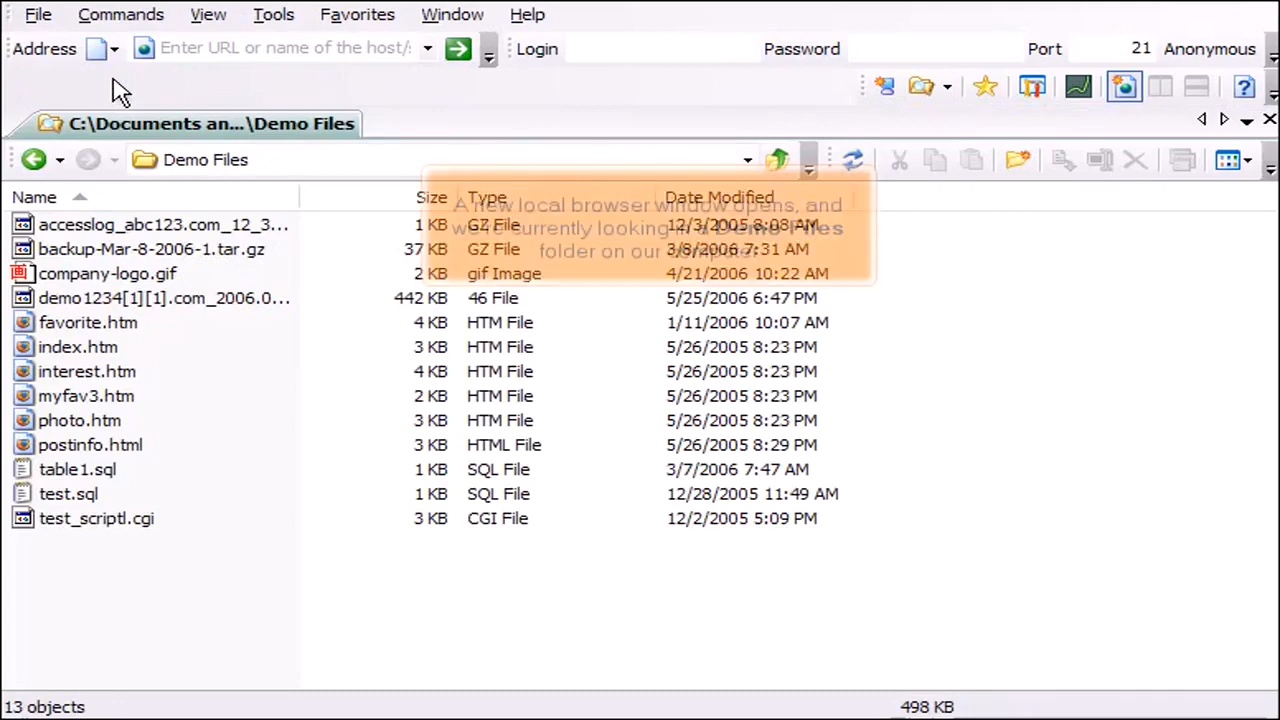 File Commands View Tools Favorites Window Help
Address Enter URL or name of the host/: Login Password Port 21 Anonymous
C:\Documents an...\Demo Files
Demo Files
Name Size Type Date Modified
A new local browser window opens, and
we're currently looking in a Demo Files
folder on our computer
accesslog_abc123.com_12_3... 1 KB GZ File 12/3/2005 8:08 AM
backup-Mar-8-2006-1.tar.gz 37 KB GZ File 3/8/2006 7:31 AM
company-logo.gif 2 KB gif Image 4/21/2006 10:22 AM
demo1234[1][1].com_2006.0... 442 KB 46 File 5/25/2006 6:47 PM
favorite.htm 4 KB HTM File 1/11/2006 10:07 AM
index.htm 3 KB HTM File 5/26/2005 8:23 PM
interest.htm 4 KB HTM File 5/26/2005 8:23 PM
myfav3.htm 2 KB HTM File 5/26/2005 8:23 PM
photo.htm 3 KB HTM File 5/26/2005 8:23 PM
postinfo.html 3 KB HTML File 5/26/2005 8:29 PM
table1.sql 1 KB SQL File 3/7/2006 7:47 AM
test.sql 1 KB SQL File 12/28/2005 11:49 AM
test_scriptl.cgi 3 KB CGI File 12/2/2005 5:09 PM
13 objects 498 KB